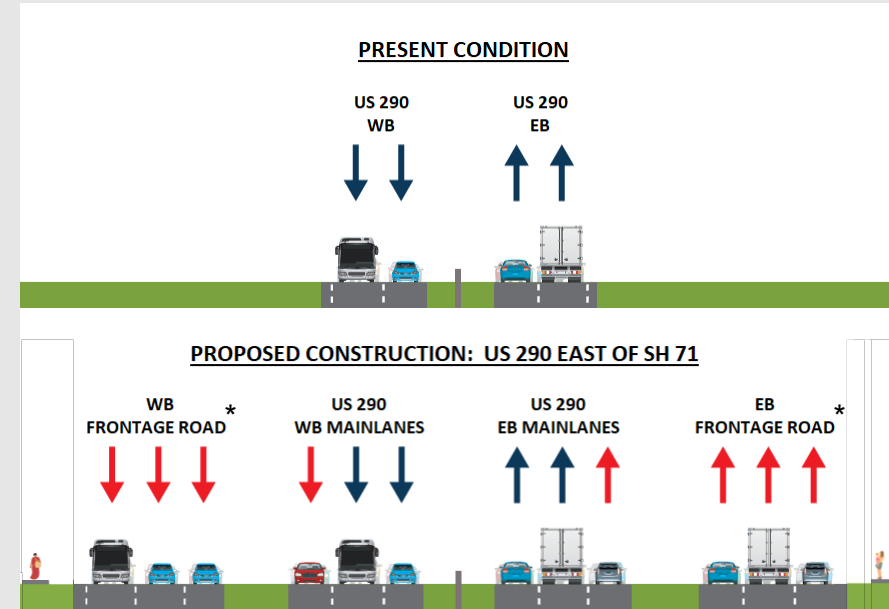 PRESENT CONDITION
US 290
WB
US 290
EB
PROPOSED CONSTRUCTION: US 290 EAST OF SH 71
WB
FRONTAGE ROAD *
US 290
WB MAINLANES
US 290
EB MAINLANES
EB
FRONTAGE ROAD *